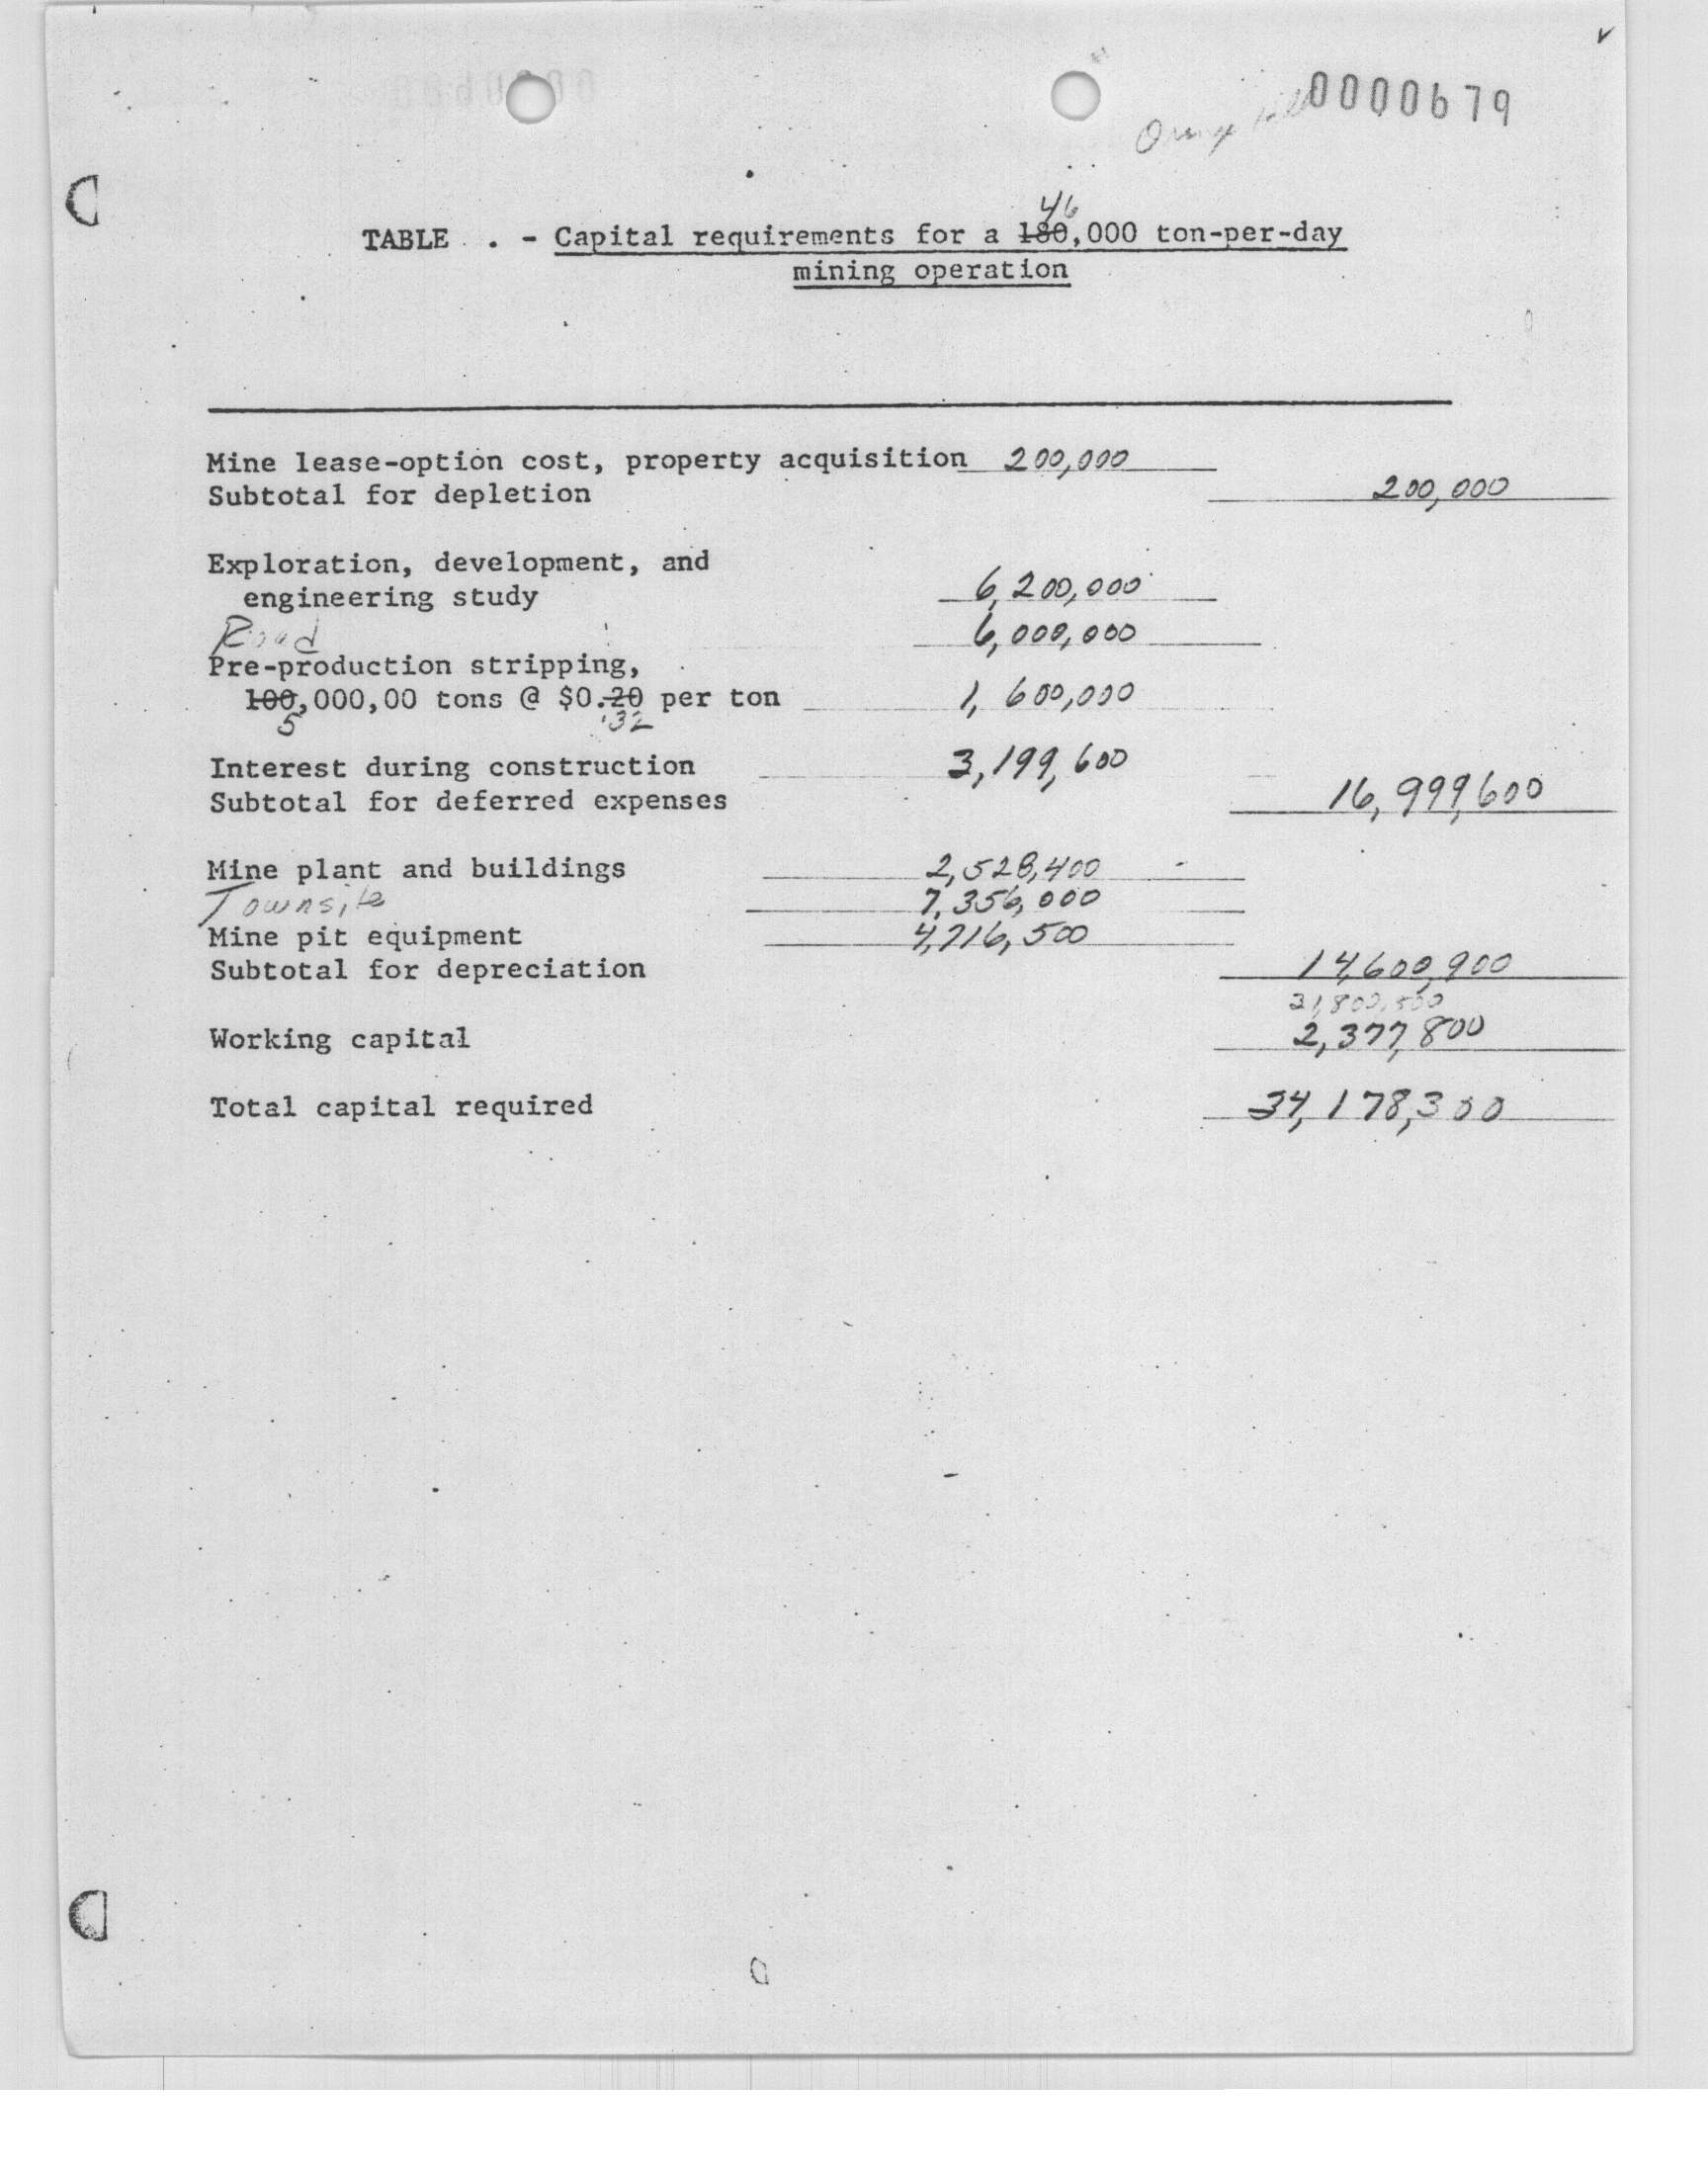 0000679
46
TABLE . - Capital requirements for a 180,000 ton-per-day
mining operation
Mine lease-option cost, property acquisition 200,000
Subtotal for depletion 200,000
Exploration, development, and
engineering study 6,200,000
Road 6,000,000
Pre-production stripping,
100,000,00 tons @ $0.20 per ton 1,600,000
5 .32
Interest during construction 3,199,600
Subtotal for deferred expenses 16,999,600
Mine plant and buildings 2,528,400
Townsite 7,356,000
Mine pit equipment 4,716,500
Subtotal for depreciation 14,600,900
31,800,500
Working capital 2,377,800
Total capital required 34,178,300